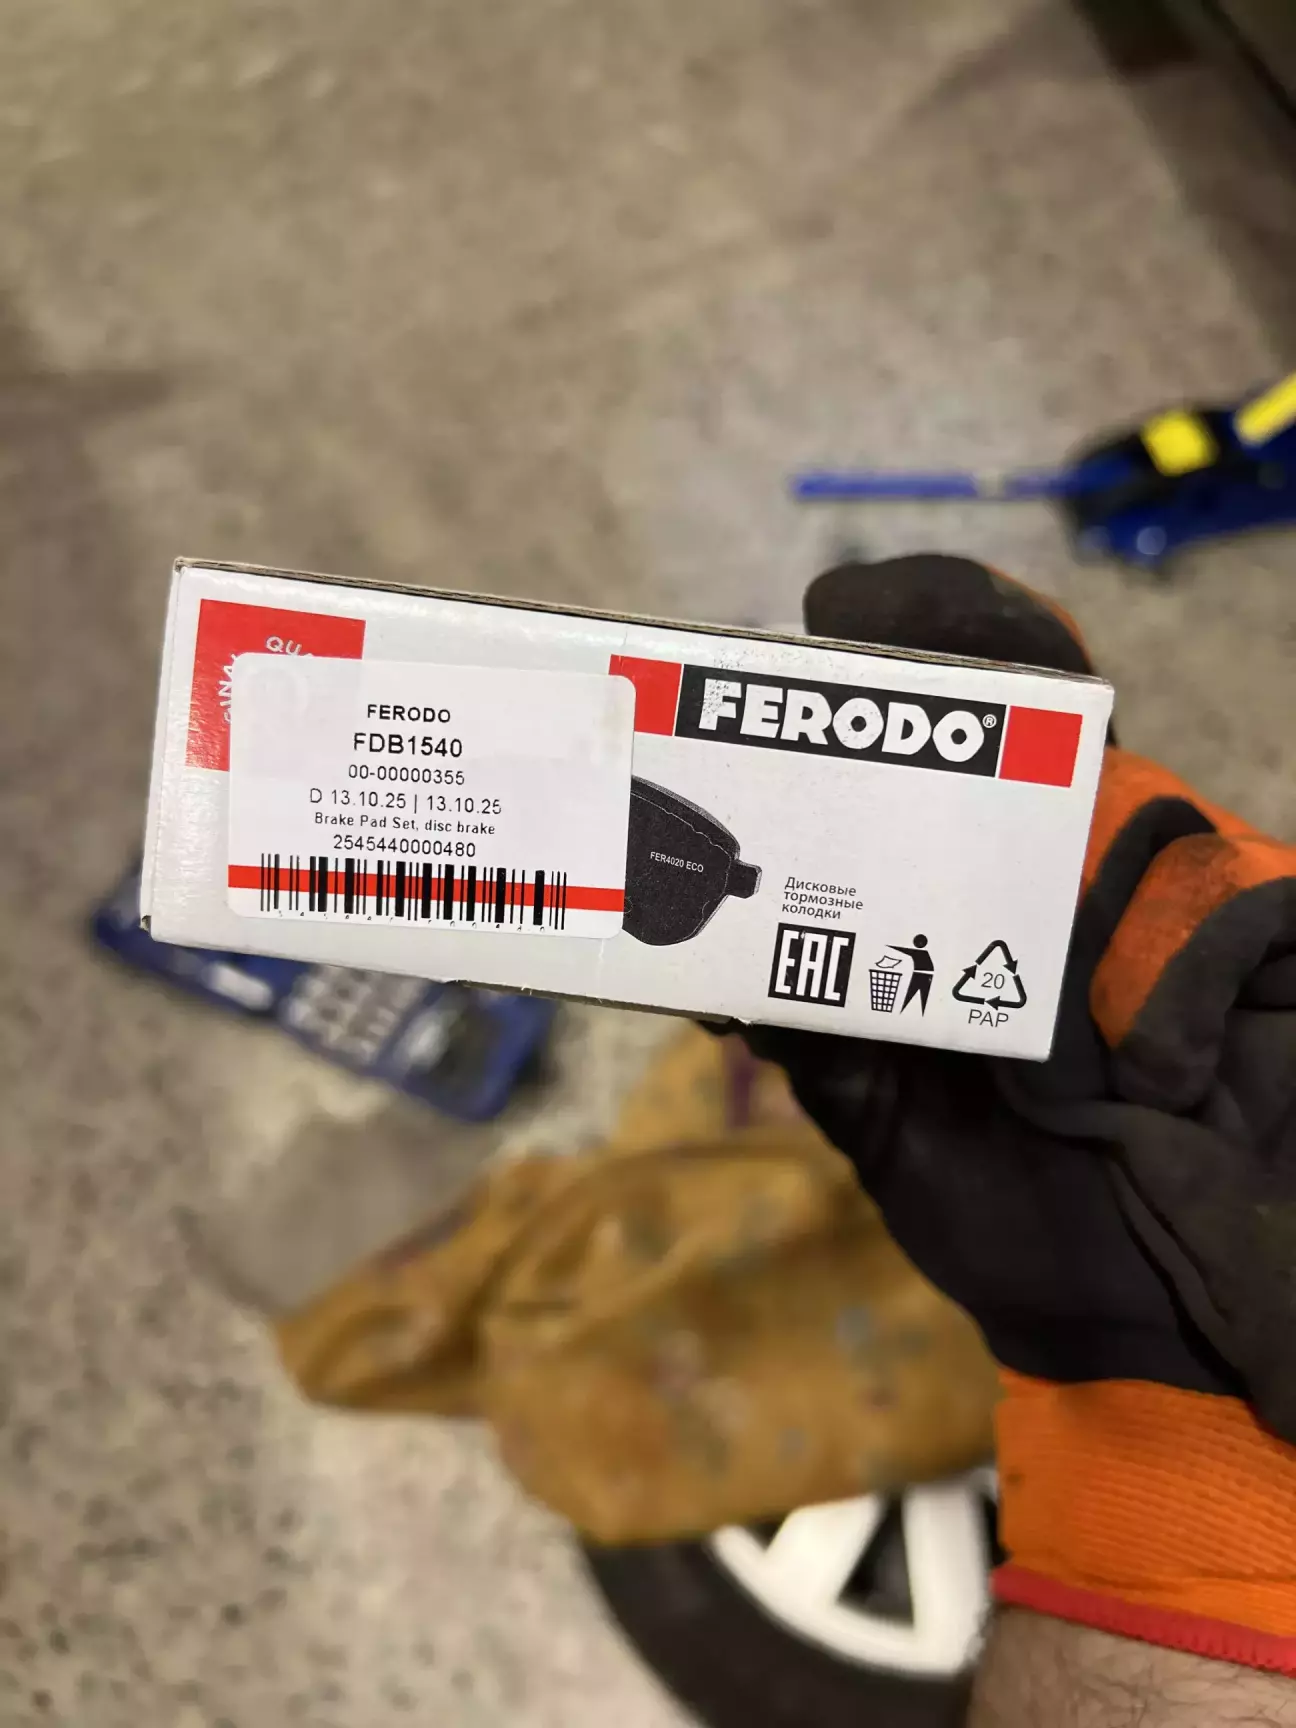 QU
FERODO
FDB1540
00-00000355
D 13.10.25 | 13.10.25
Brake Pad Set, disc brake
2545440000480
FERODO®
FER4020 ECO
Дисковые
тормозные
колодки
EAC
20
PAP